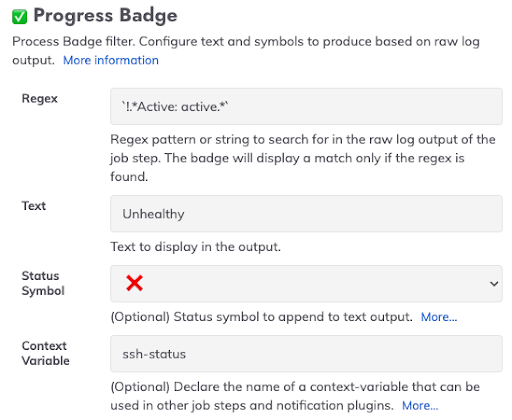 Progress Badge
Process Badge filter. Configure text and symbols to produce based on raw log
output. More information
Regex
`!.*Active: active.*`
Regex pattern or string to search for in the raw log output of the
job step. The badge will display a match only if the regex is
found.
Text
Unhealthy
Text to display in the output.
Status
Symbol
(Optional) Status symbol to append to text output. More...
Context
Variable
ssh-status
(Optional) Declare the name of a context-variable that can be
used in other job steps and notification plugins. More...